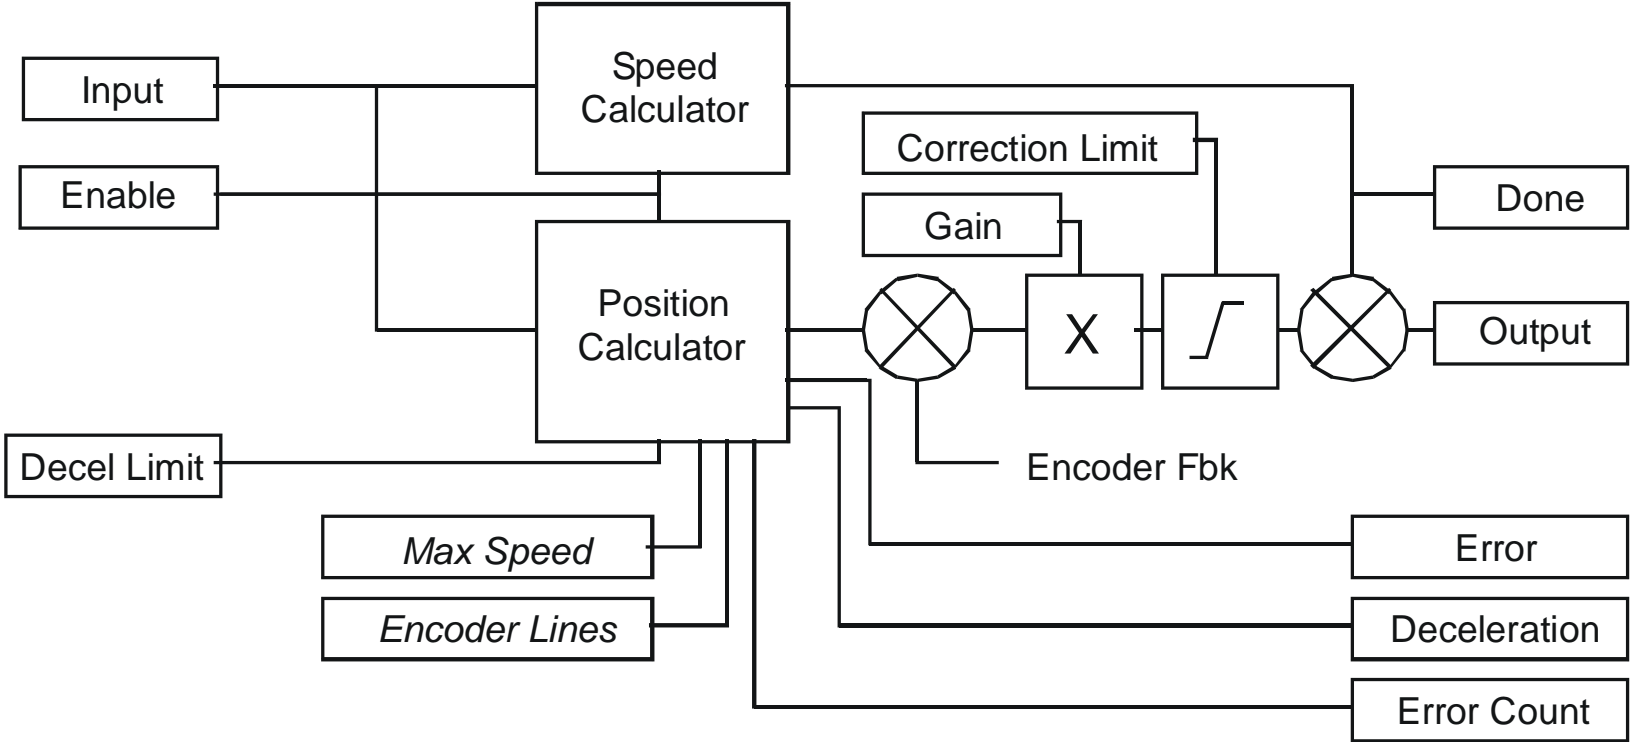 Input
Speed
Calculator
Correction Limit
Enable
Gain
Done
Position
Calculator
X
Output
Decel Limit
Encoder Fbk
Max Speed
Error
Encoder Lines
Deceleration
Error Count